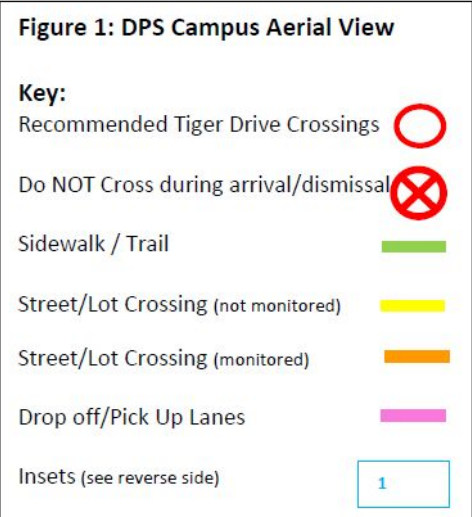 Figure 1: DPS Campus Aerial View
Key:
Recommended Tiger Drive Crossings
Do NOT Cross during arrival/dismissal
Sidewalk / Trail
Street/Lot Crossing (not monitored)
Street/Lot Crossing (monitored)
Drop off/Pick Up Lanes
Insets (see reverse side)
1